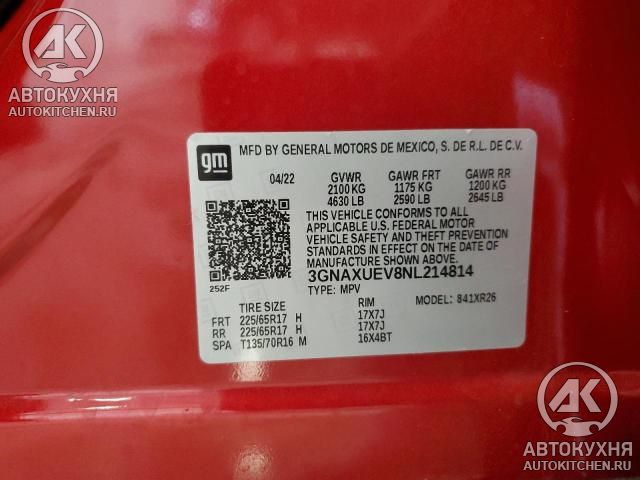 AK
АВТОКУХНЯ
AUTOKITCHEN.RU
gm
MFD BY GENERAL MOTORS DE MEXICO, S. DE R.L. DE C.V.
04/22 GVWR GAWR FRT GAWR RR
2100 KG 1175 KG 1200 KG
4630 LB 2590 LB 2645 LB
THIS VEHICLE CONFORMS TO ALL
APPLICABLE U.S. FEDERAL MOTOR
VEHICLE SAFETY AND THEFT PREVENTION
STANDARDS IN EFFECT ON THE DATE OF
MANUFACTURE SHOWN ABOVE.
3GNAXUEV8NL214814
252F
TYPE: MPV MODEL: 841XR26
TIRE SIZE RIM
FRT 225/65R17 H 17X7J
RR 225/65R17 H 17X7J
SPA T135/70R16 M 16X4BT
AK
АВТОКУХНЯ
AUTOKITCHEN.RU